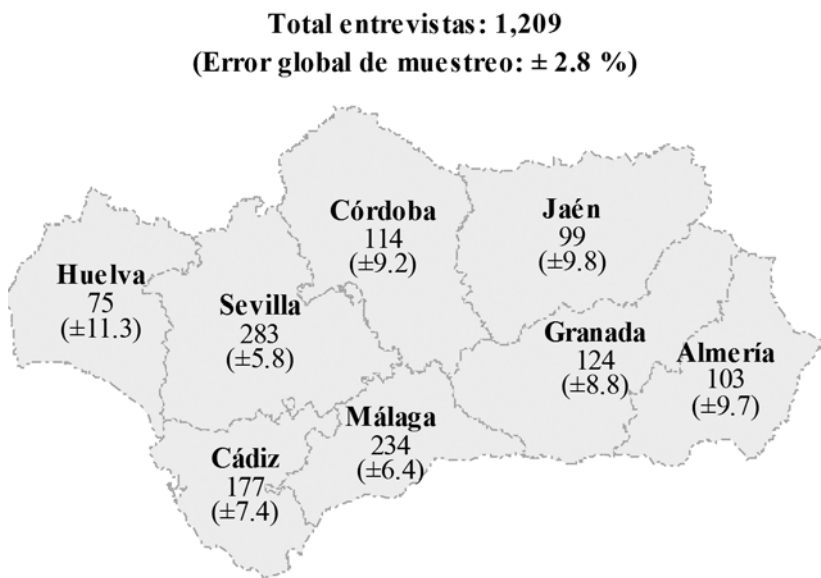 Total entrevistas: 1,209
(Error global de muestreo: ± 2.8 %)
Córdoba
114
(±9.2)
Jaén
99
(±9.8)
Huelva
75
(±11.3)
Sevilla
283
(±5.8)
Granada
124
(±8.8)
Almería
103
(±9.7)
Málaga
234
(±6.4)
Cádiz
177
(±7.4)